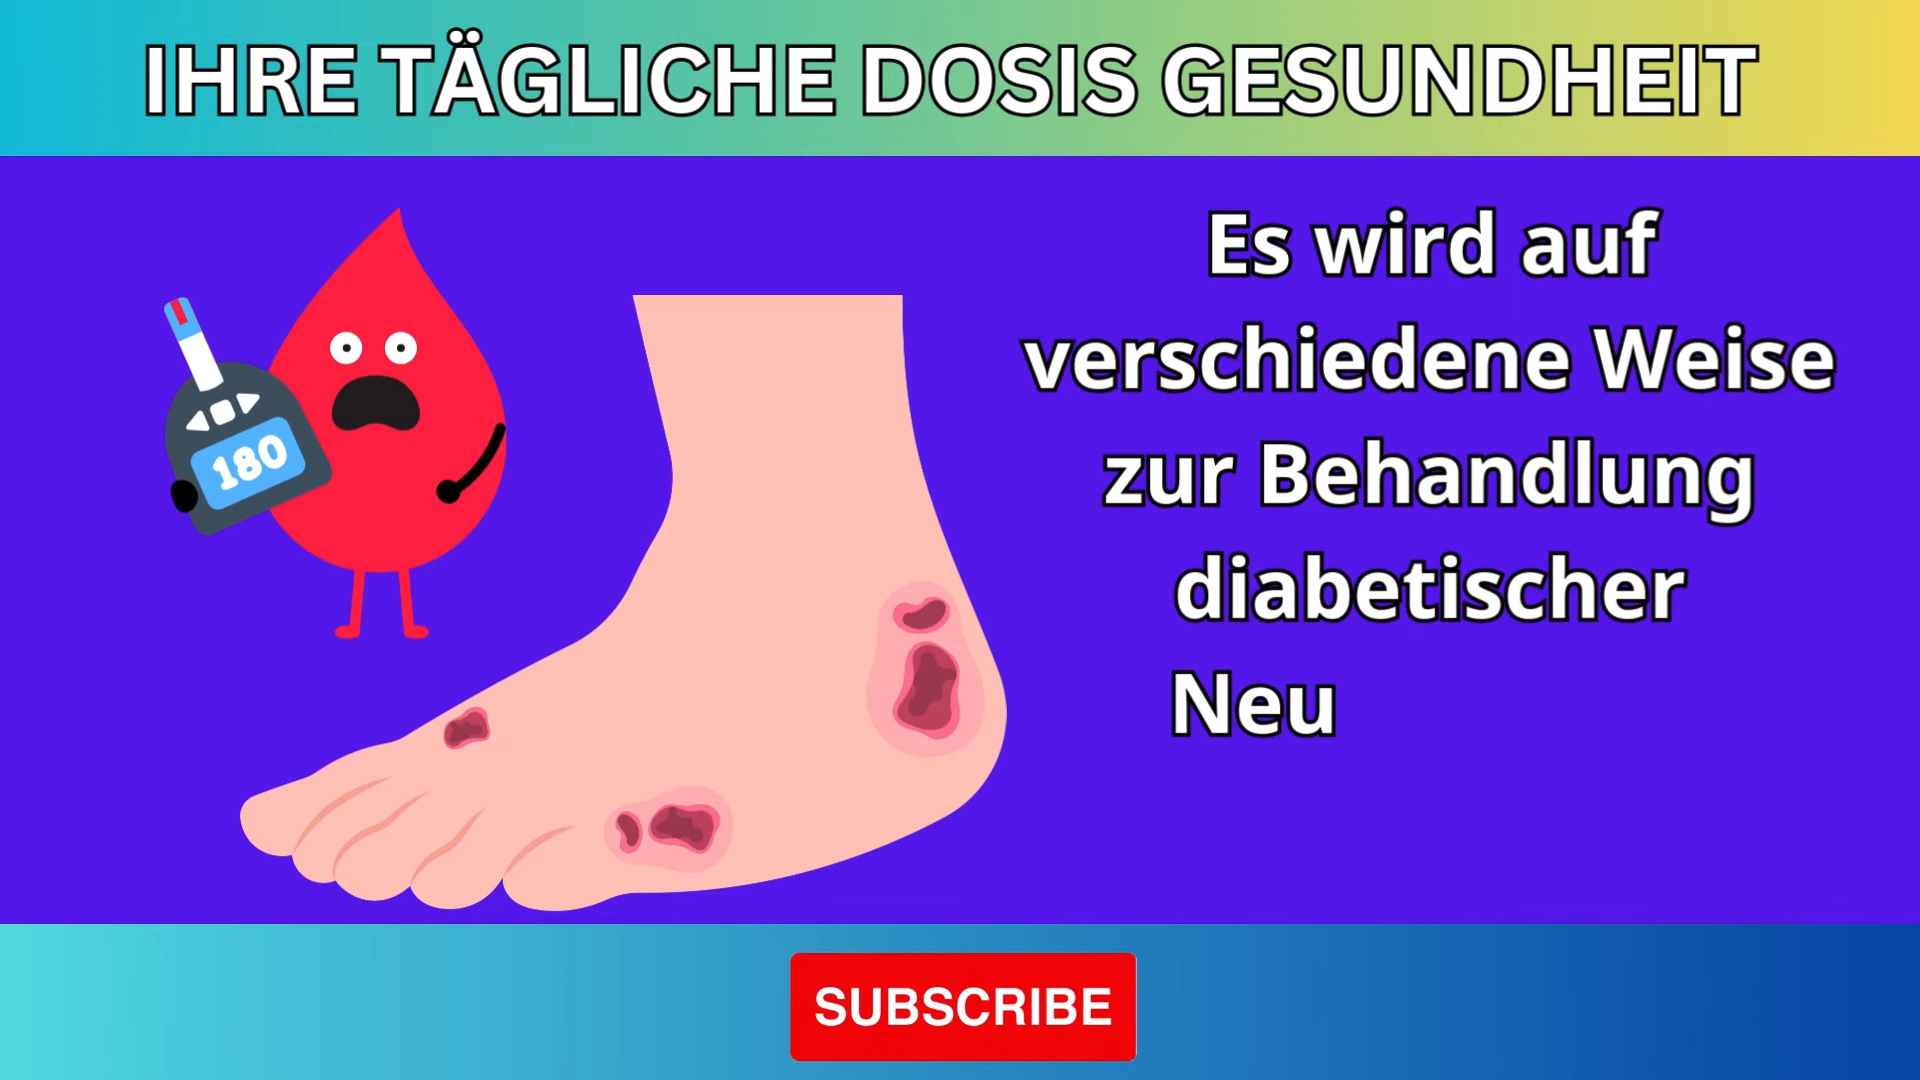 IHRE TÄGLICHE DOSIS GESUNDHEIT
Es wird auf
verschiedene Weise
zur Behandlung
diabetischer
Neu
180
SUBSCRIBE